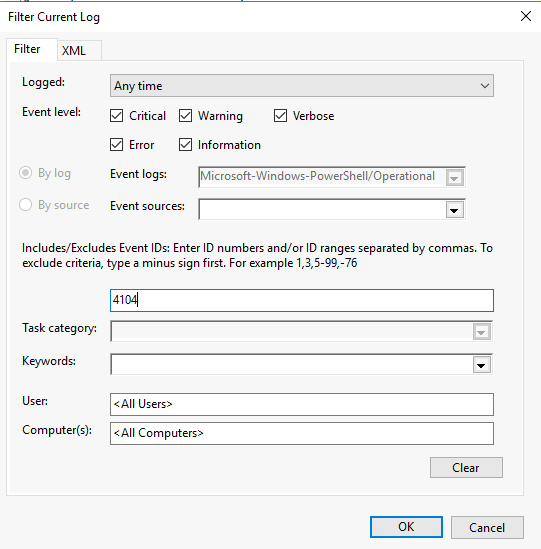 Filter Current Log
Filter XML
Logged: Any time
Event level: Critical Warning Verbose
Error Information
By log Event logs: Microsoft-Windows-PowerShell/Operational
By source Event sources:
Includes/Excludes Event IDs: Enter ID numbers and/or ID ranges separated by commas. To
exclude criteria, type a minus sign first. For example 1,3,5-99,-76
4104
Task category:
Keywords:
User: <All Users>
Computer(s): <All Computers>
Clear
OK Cancel